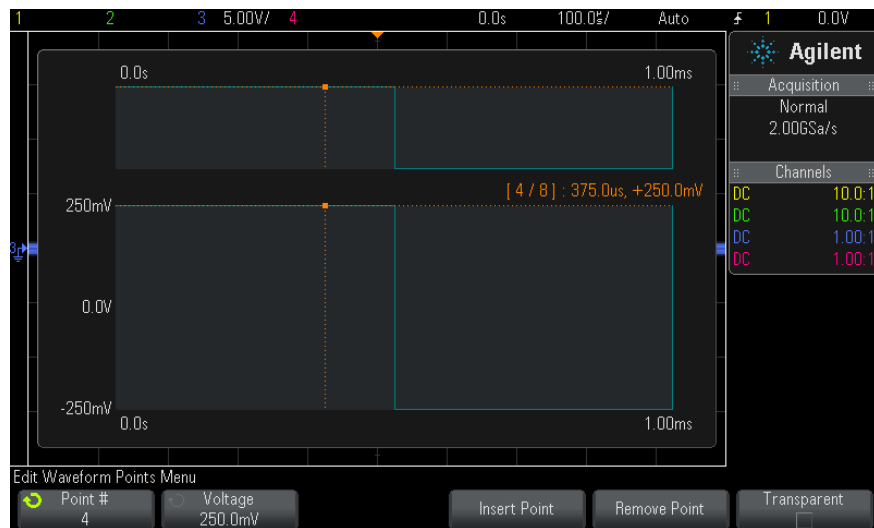 1 2 3 5.00V/ 4 0.0s 100.0㎲/ Auto 1 0.0V
Agilent
0.0s 1.00ms
Acquisition
Normal
2.00GSa/s
Channels
[ 4 / 8 ] : 375.0us, +250.0mV
DC 10.0:1
250mV
DC 10.0:1
DC 1.00:1
3
DC 1.00:1
0.0V
-250mV
0.0s 1.00ms
Edit Waveform Points Menu
Point # Voltage Insert Point Remove Point Transparent
4 250.0mV